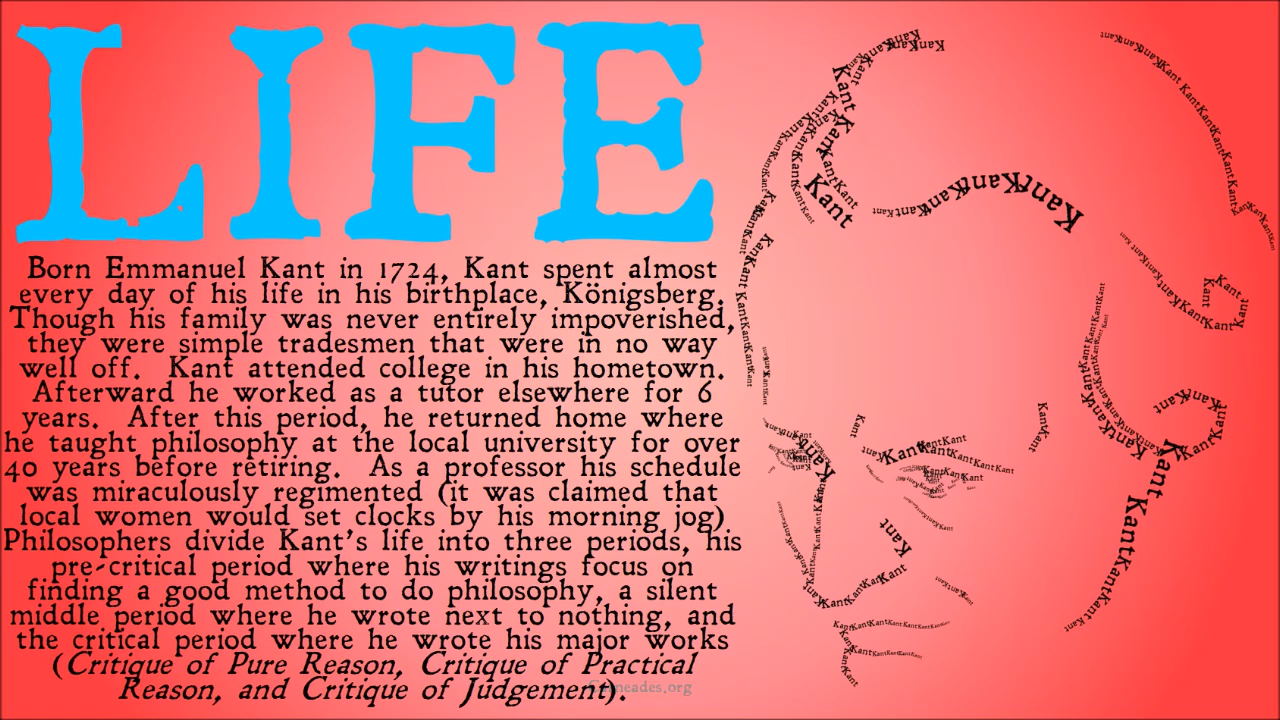 LIFE
Born Emmanuel Kant in 1724, Kant spent almost
every day of his life in his birthplace, Königsberg.
Though his family was never entirely impoverished,
they were simple tradesmen that were in no way
well off. Kant attended college in his hometown.
Afterward he worked as a tutor elsewhere for 6
years. After this period, he returned home where
he taught philosophy at the local university for over
40 years before retiring. As a professor his schedule
was miraculously regimented (it was claimed that
local women would set clocks by his morning jog)
Philosophers divide Kant's life into three periods, his
pre-critical period where his writings focus on
finding a good method to do philosophy, a silent
middle period where he wrote next to nothing, and
the critical period where he wrote his major works
(Critique of Pure Reason, Critique of Practical
Reason, and Critique of Judgement).
Carneades.org
Kant